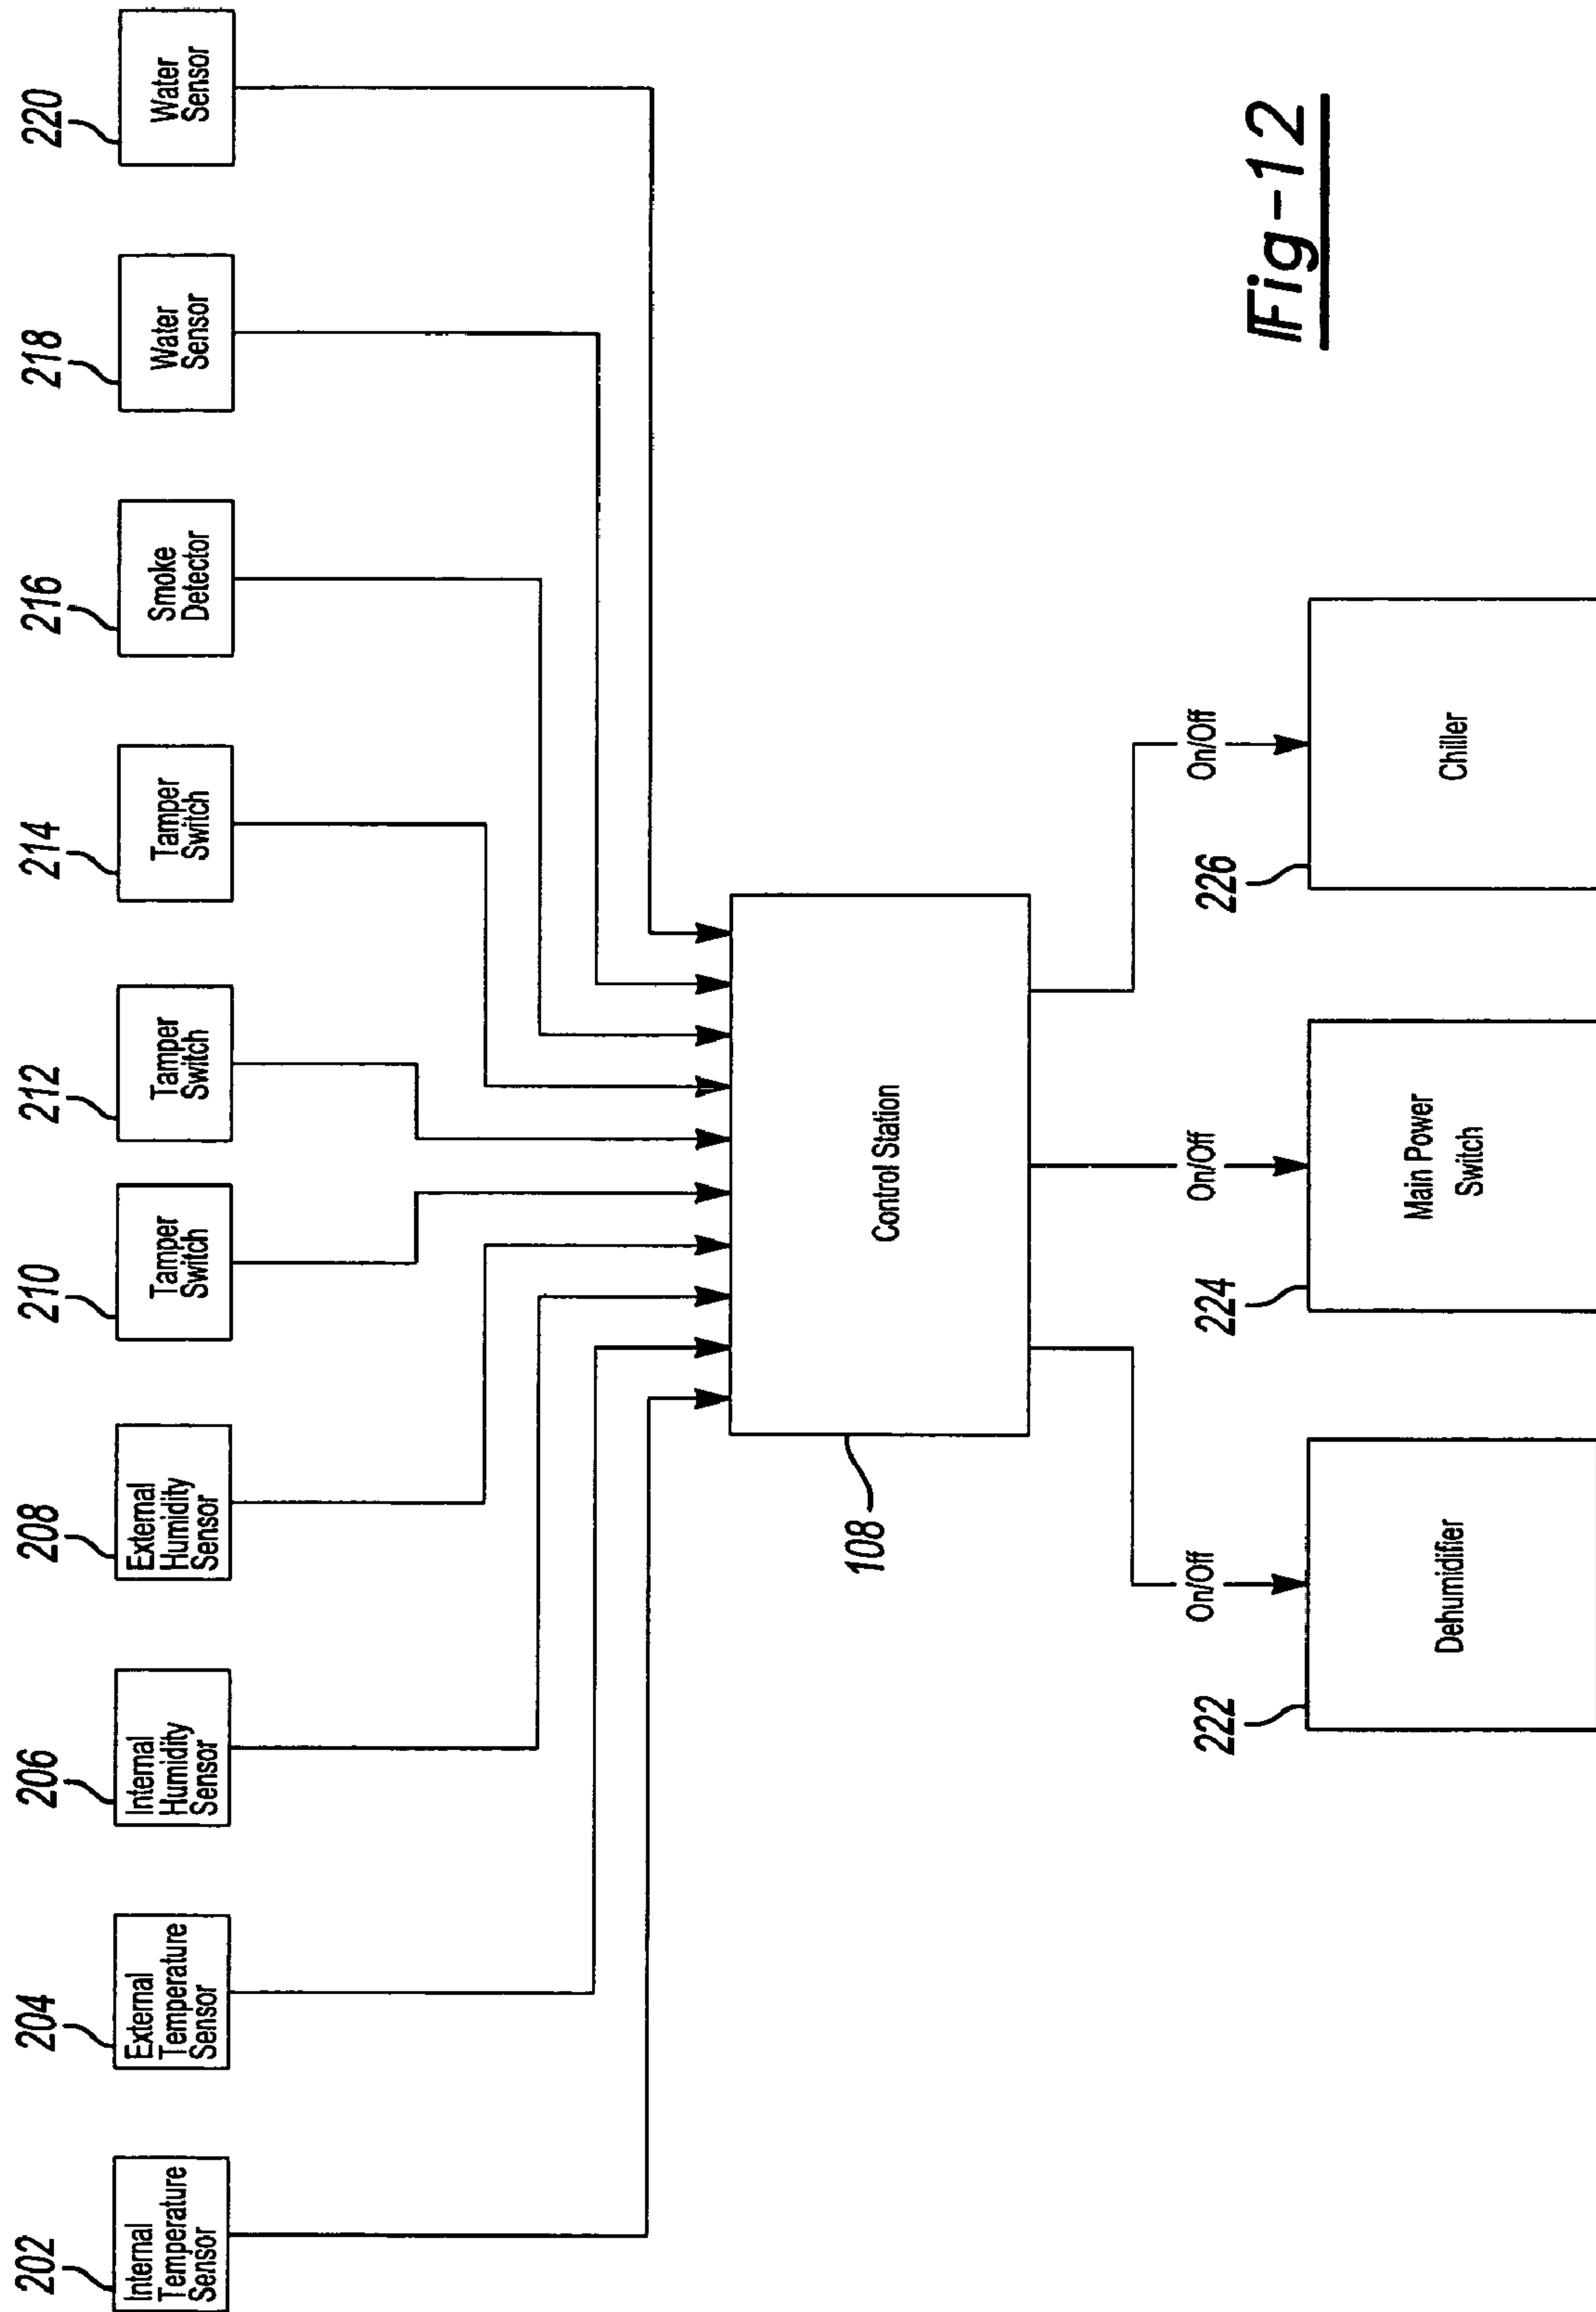 202
204
206
208
210
212
214
216
218
220
Internal
Temperature
Sensor
External
Temperature
Sensor
Internal
Humidity
Sensor
External
Humidity
Sensor
Tamper
Switch
Tamper
Switch
Tamper
Switch
Smoke
Detector
Water
Sensor
Water
Sensor
108
Control Station
On/Off
On/Off
On/Off
222
224
226
Dehumidifier
Main Power
Switch
Chiller
Fig-12